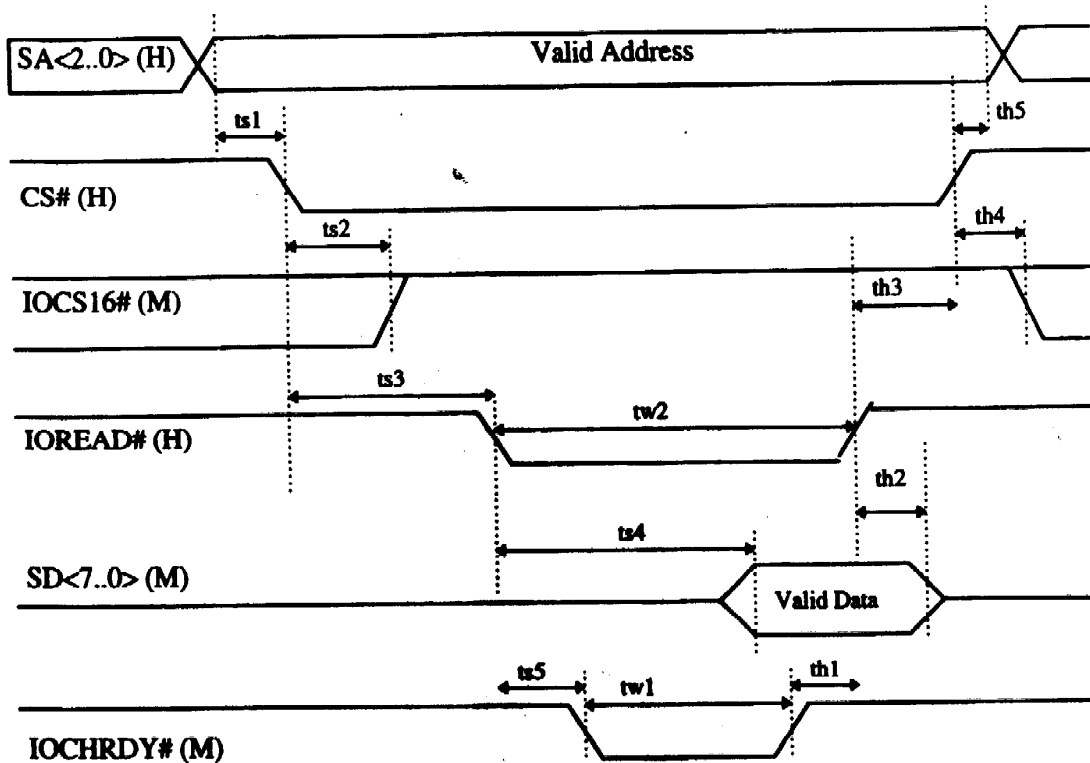 SA<2..0> (H)
Valid Address
ts1
th5
CS# (H)
ts2
th4
IOCS16# (M)
th3
ts3
tw2
IOREAD# (H)
th2
ts4
SD<7..0> (M)
Valid Data
ts5
tw1
th1
IOCHRDY# (M)